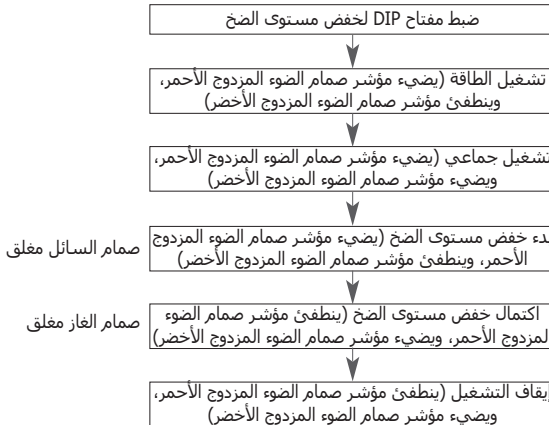 ضبط مفتاح DIP لخفض مستوى الضخ
تشغيل الطاقة (يضيء مؤشر صمام الضوء المزدوج الأحمر،
وينطفئ مؤشر صمام الضوء المزدوج الأخضر)
تشغيل جماعي (يضيء مؤشر صمام الضوء المزدوج الأحمر،
ويضيء مؤشر صمام الضوء المزدوج الأخضر)
دء خفض مستوى الضخ (يضيء مؤشر صمام الضوء المزدوج
الأحمر، وينطفئ مؤشر صمام الضوء المزدوج الأخضر)
صمام السائل مغلق
اكتمال خفض مستوى الضخ (ينطفئ مؤشر صمام الضوء
لمزدوج الأحمر، ويضيء مؤشر صمام الضوء المزدوج الأخضر)
صمام الغاز مغلق
إيقاف التشغيل (ينطفئ مؤشر صمام الضوء المزدوج الأحمر،
ويضيء مؤشر صمام الضوء المزدوج الأخضر)